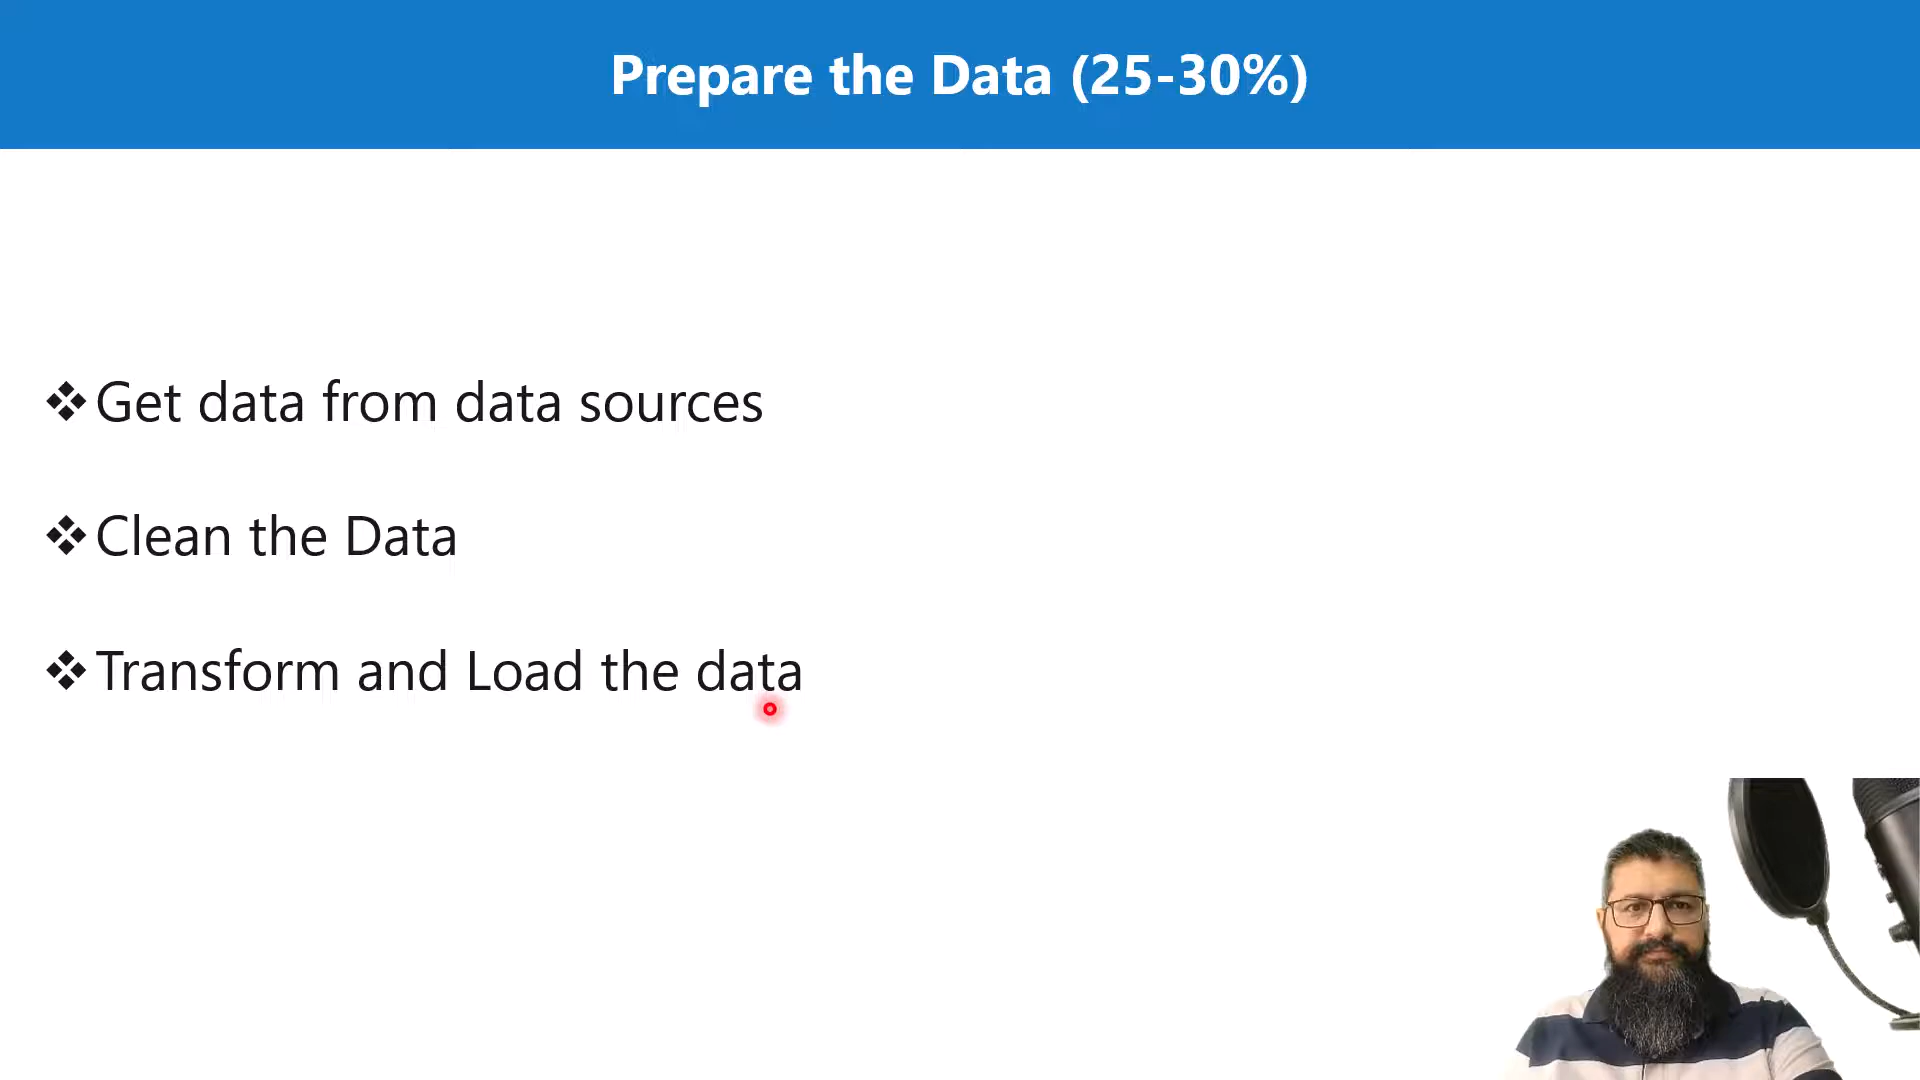 Prepare the Data (25-30%)
❖Get data from data sources
❖Clean the Data
❖Transform and Load the data